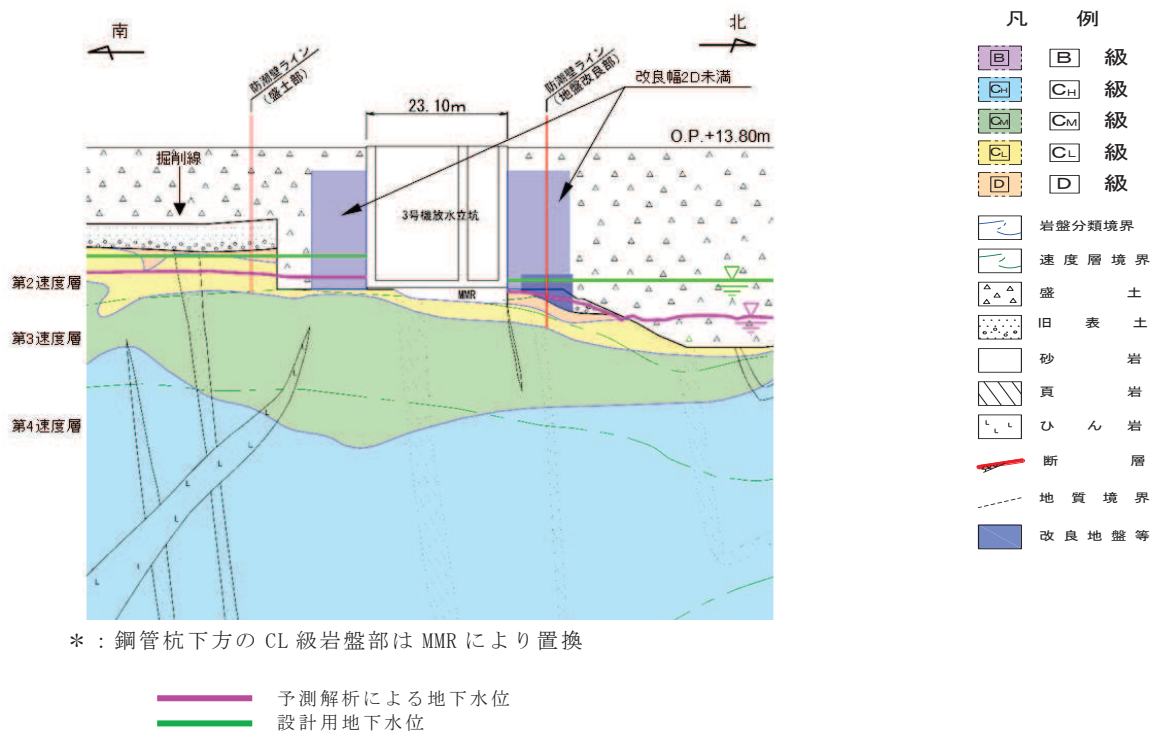 南
北
防潮壁ライン
(盛土部)
防潮壁ライン
(地盤改良部)
改良幅2D未満
23.10m
O.P.+13.80m
掘削線
3号機放水立坑
MMR
第2速度層
第3速度層
第4速度層
凡 例
B B 級
CH CH 級
CM CM 級
CL CL 級
D D 級
岩盤分類境界
速度層境界
盛 土
旧 表 土
砂 岩
頁 岩
ひ ん 岩
断 層
地 質 境 界
改 良 地 盤 等
L L L L L L
*:鋼管杭下方の CL 級岩盤部は MMR により置換
予測解析による地下水位
設計用地下水位